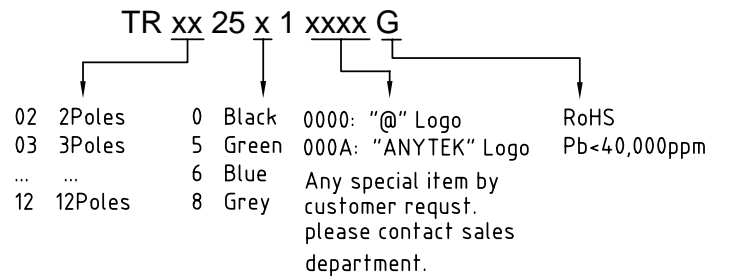 TR xx 25 x 1 xxxx G
02 2Poles 0 Black 0000: "@" Logo RoHS
03 3Poles 5 Green 000A: "ANYTEK" Logo Pb<40,000ppm
... ... 6 Blue Any special item by
12 12Poles 8 Grey customer requst.
please contact sales
department.